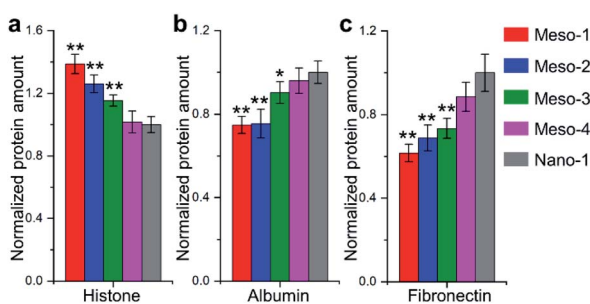 a
Normalized protein amount
1.6
1.2
0.8
0.4
0.0
**
**
**
Histone
b
Normalized protein amount
1.2
0.8
0.4
0.0
**
**
*
Albumin
c
Normalized protein amount
1.2
0.8
0.4
0.0
**
**
**
Fibronectin
Meso-1
Meso-2
Meso-3
Meso-4
Nano-1